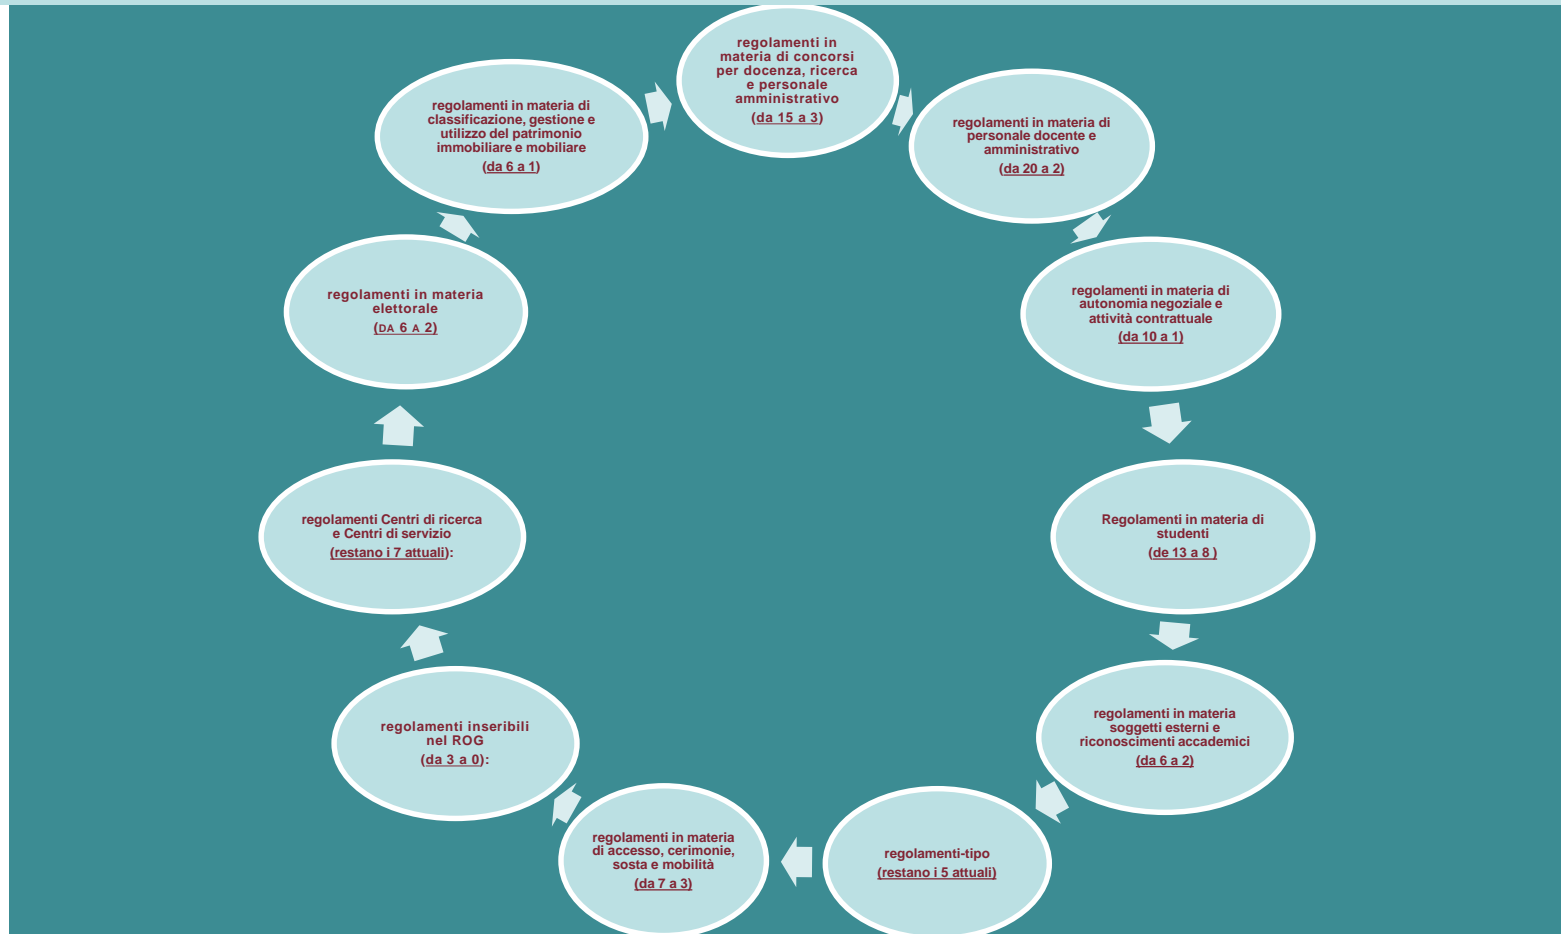 regolamenti in
materia di concorsi
per docenza, ricerca
e personale
amministrativo
(da 15 a 3)
regolamenti in materia di
personale docente e
amministrativo
(da 20 a 2)
regolamenti in materia di
autonomia negoziale e
attività contrattuale
(da 10 a 1)
Regolamenti in materia di
studenti
(de 13 a 8 )
regolamenti in materia
soggetti esterni e
riconoscimenti accademici
(da 6 a 2)
regolamenti-tipo
(restano i 5 attuali)
regolamenti in materia
di accesso, cerimonie,
sosta e mobilità
(da 7 a 3)
regolamenti inseribili
nel ROG
(da 3 a 0):
regolamenti Centri di ricerca
e Centri di servizio
(restano i 7 attuali):
regolamenti in materia
elettorale
(DA 6 A 2)
regolamenti in materia di
classificazione, gestione e
utilizzo del patrimonio
immobiliare e mobiliare
(da 6 a 1)